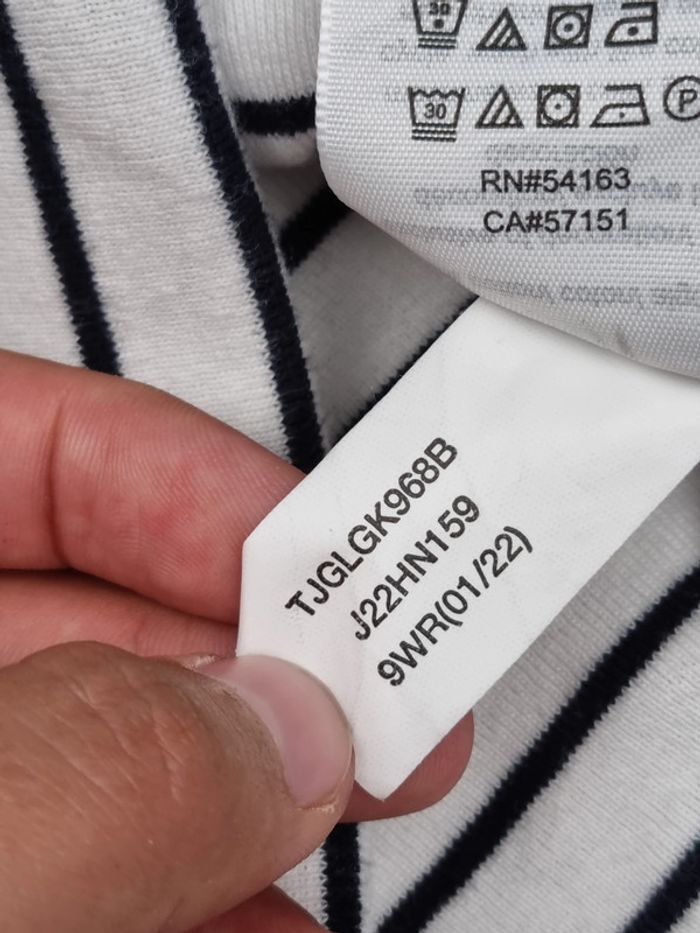 30
30
P
RN#54163
CA#57151
TJGLGK968B
J22HN159
9WR(01/22)